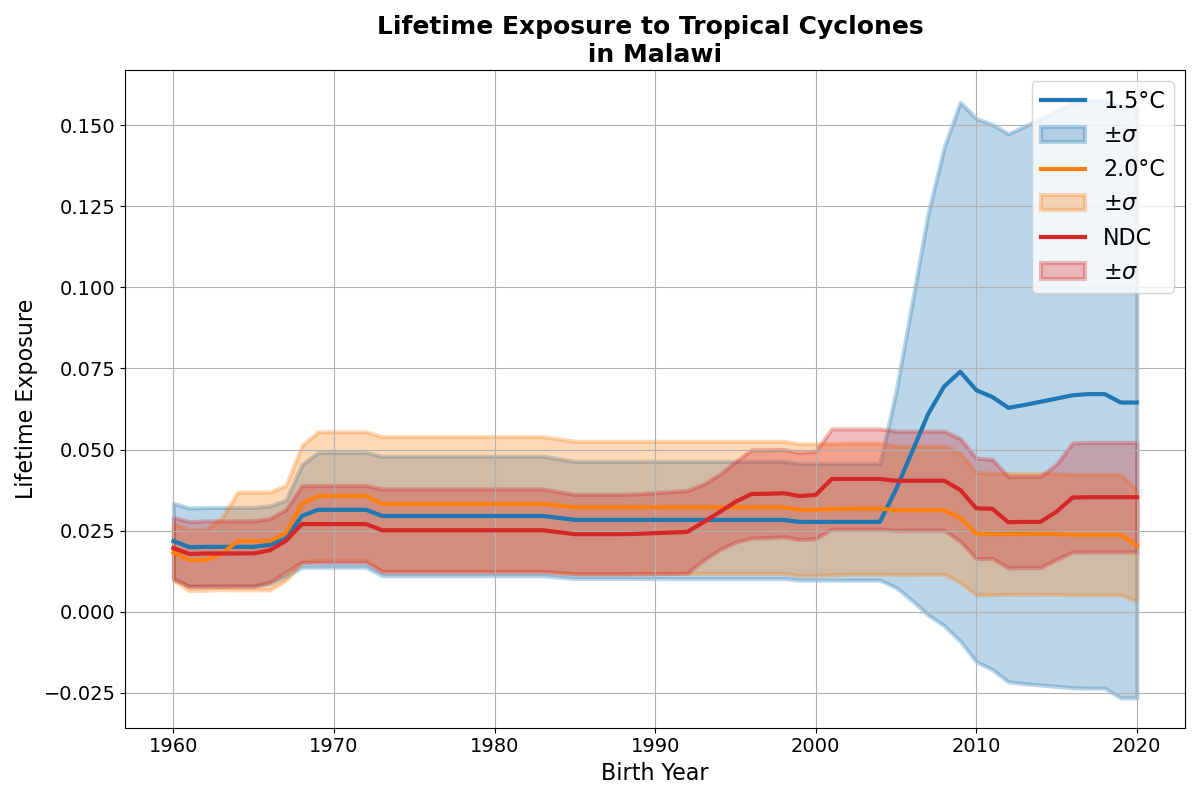 Lifetime Exposure to Tropical Cyclones
in Malawi
Lifetime Exposure
0.150
0.125
0.100
0.075
0.050
0.025
0.000
−0.025
1960
1970
1980
1990
2000
2010
2020
Birth Year
1.5°C
±σ
2.0°C
±σ
NDC
±σ